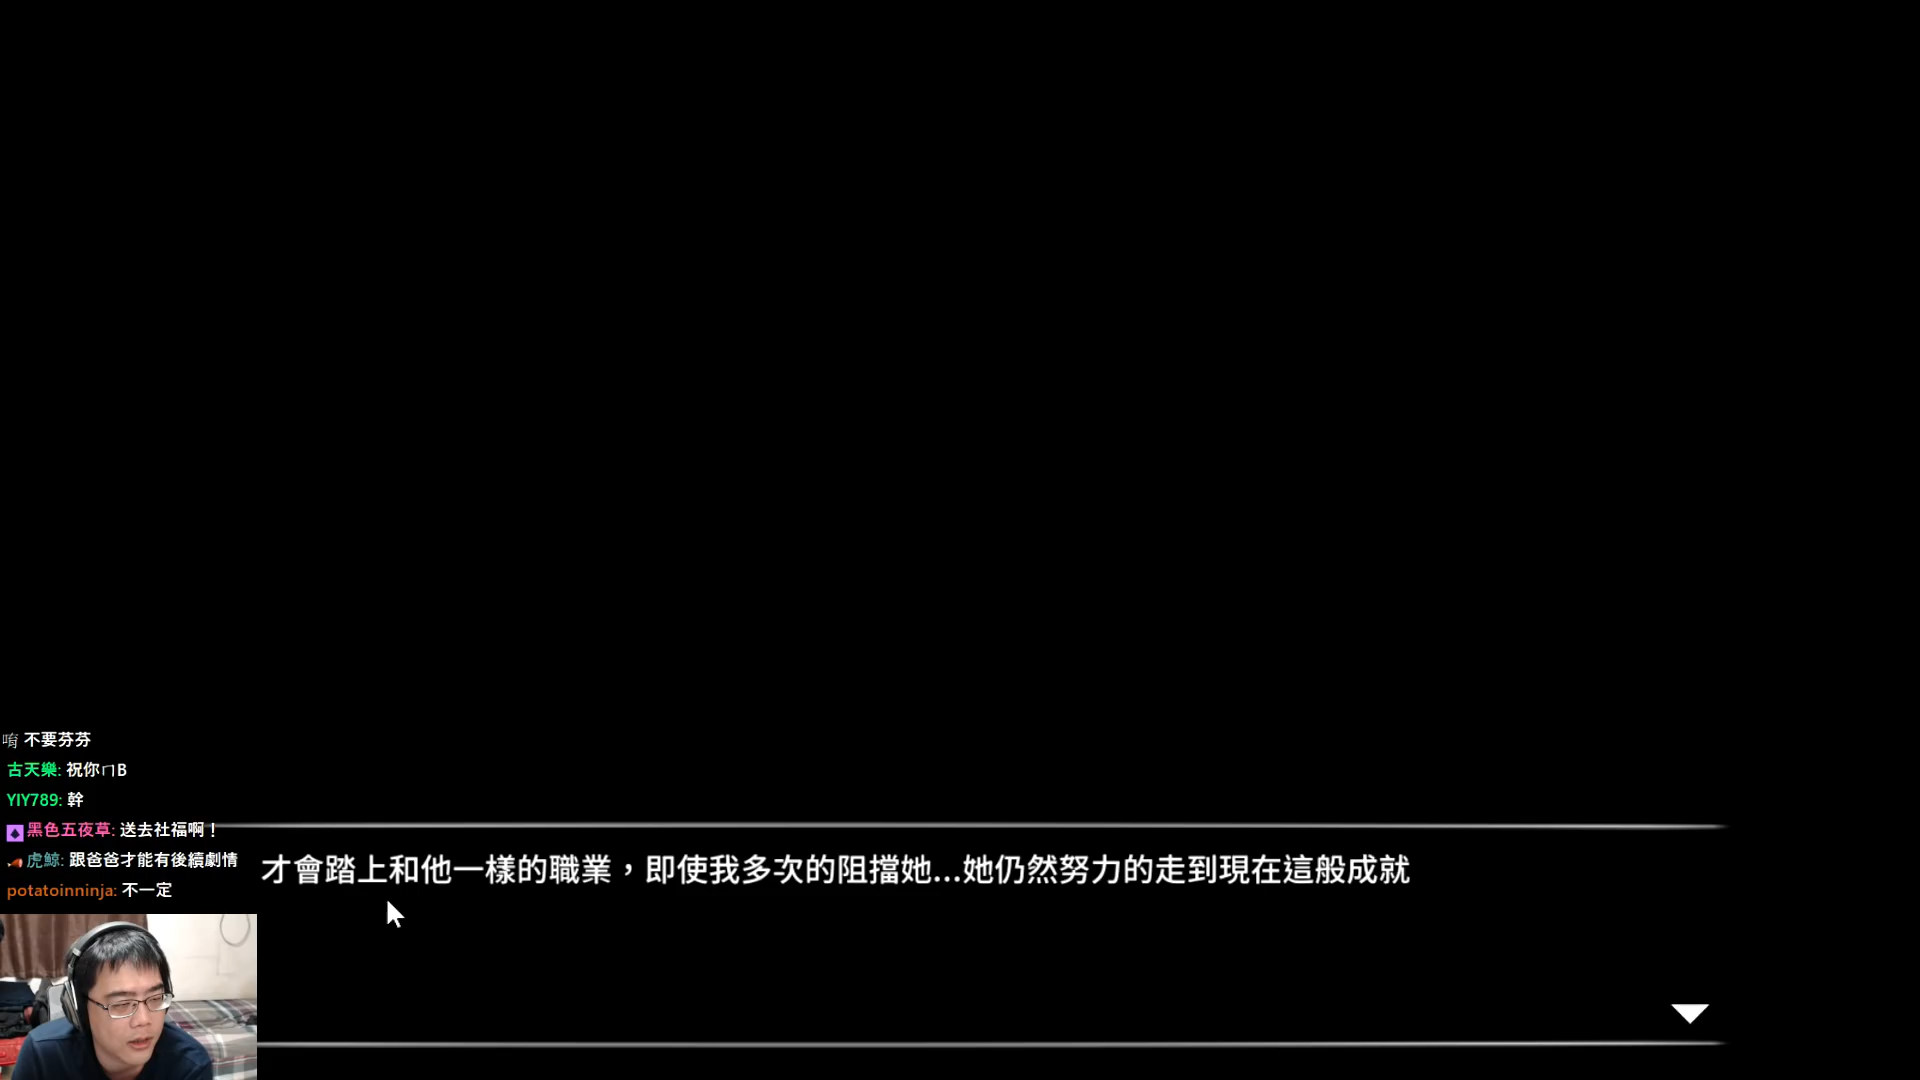 唷 不要芬芬
古天樂: 祝你ㄇB
YIY789: 幹
黑色五夜草: 送去社福啊！
虎鯨: 跟爸爸才能有後續劇情
potatoinninja: 不一定
才會踏上和他一樣的職業，即使我多次的阻擋她...她仍然努力的走到現在這般成就